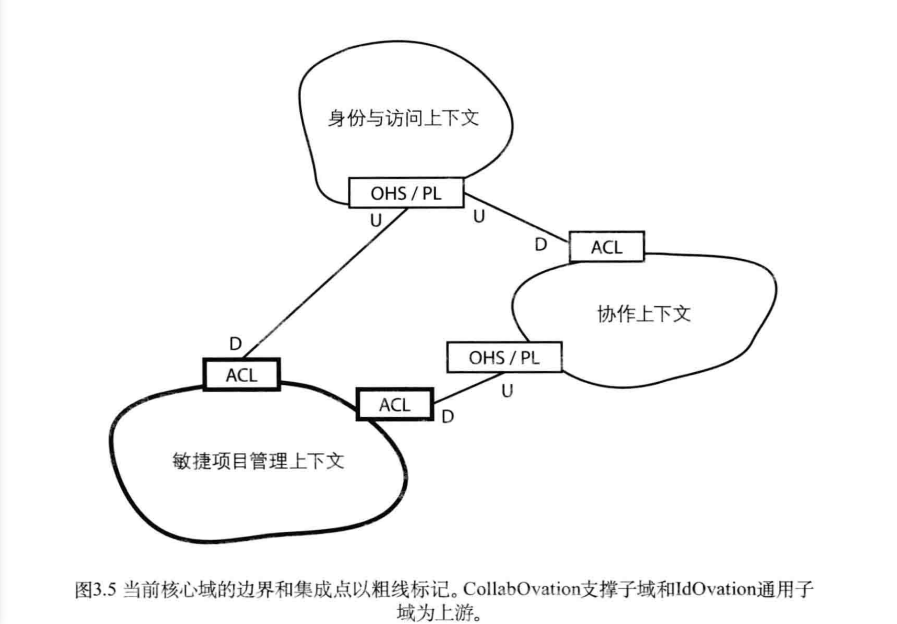 身份与访问上下文
OHS / PL
U
U
D
ACL
协作上下文
OHS / PL
U
D
ACL
ACL
D
敏捷项目管理上下文
图3.5 当前核心域的边界和集成点以粗线标记。CollabOvation支撑子域和IdOvation通用子
域为上游。